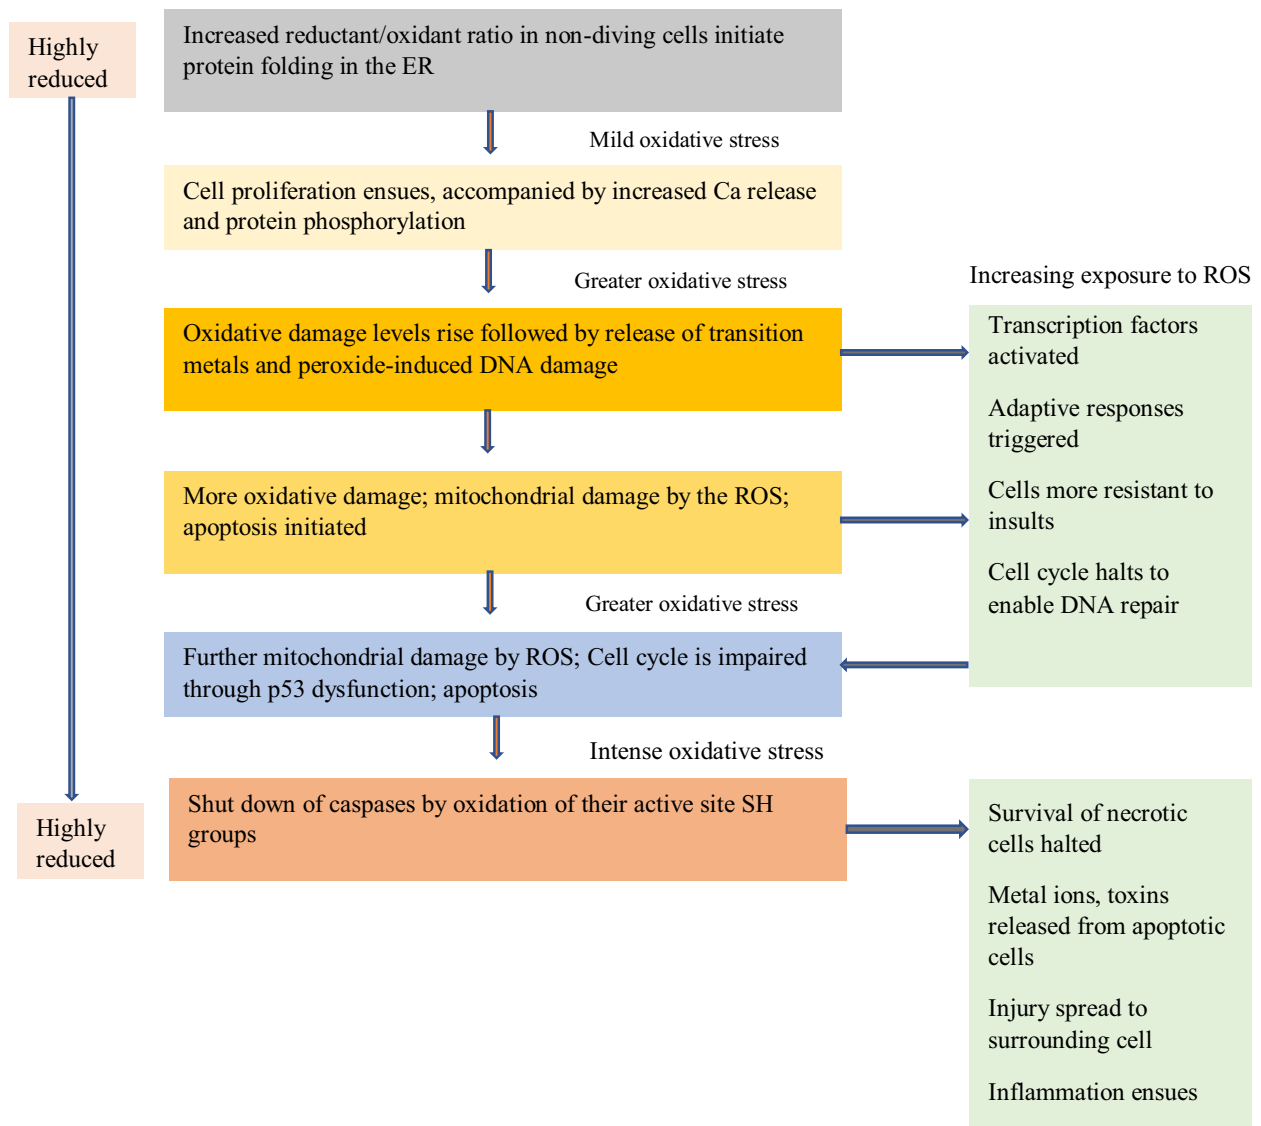 Highly
reduced
Increased reductant/oxidant ratio in non-diving cells initiate
protein folding in the ER
Mild oxidative stress
Cell proliferation ensues, accompanied by increased Ca release
and protein phosphorylation
Greater oxidative stress
Increasing exposure to ROS
Oxidative damage levels rise followed by release of transition
metals and peroxide-induced DNA damage
Transcription factors
activated
Adaptive responses
triggered
More oxidative damage; mitochondrial damage by the ROS;
apoptosis initiated
Cells more resistant to
insults
Cell cycle halts to
enable DNA repair
Greater oxidative stress
Further mitochondrial damage by ROS; Cell cycle is impaired
through p53 dysfunction; apoptosis
Intense oxidative stress
Highly
reduced
Shut down of caspases by oxidation of their active site SH
groups
Survival of necrotic
cells halted
Metal ions, toxins
released from apoptotic
cells
Injury spread to
surrounding cell
Inflammation ensues